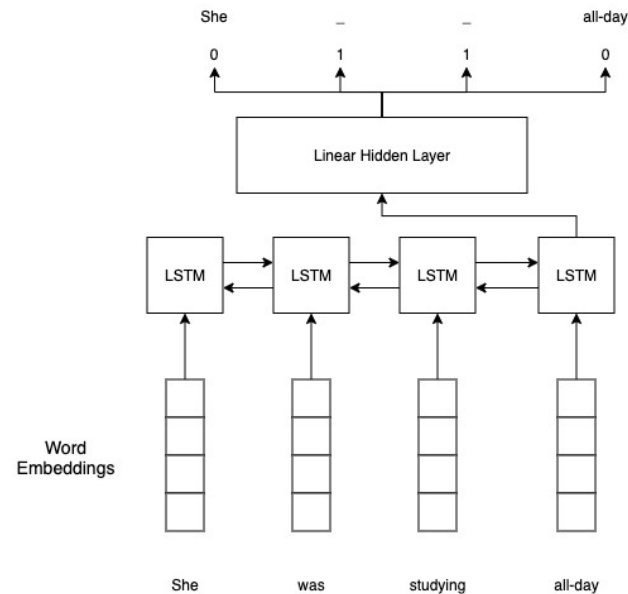 She _ _ all-day
0 1 1 0
Linear Hidden Layer
LSTM LSTM LSTM LSTM
Word
Embeddings
She was studying all-day